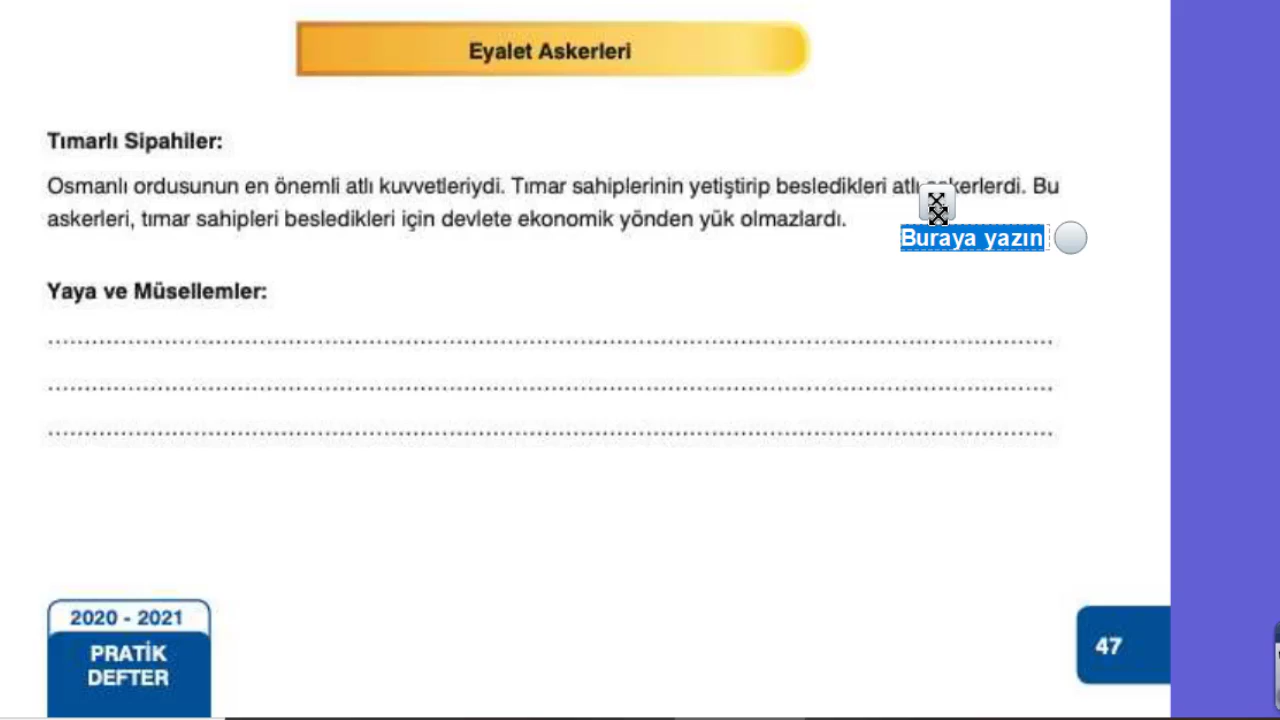 Eyalet Askerleri
Tımarlı Sipahiler:
Osmanlı ordusunun en önemli atlı kuvvetleriydi. Tımar sahiplerinin yetiştirip besledikleri atlı askerlerdi. Bu
askerleri, tımar sahipleri besledikleri için devlete ekonomik yönden yük olmazlardı.
Buraya yazın
Yaya ve Müsellemler:
2020 - 2021
PRATİK
DEFTER
47